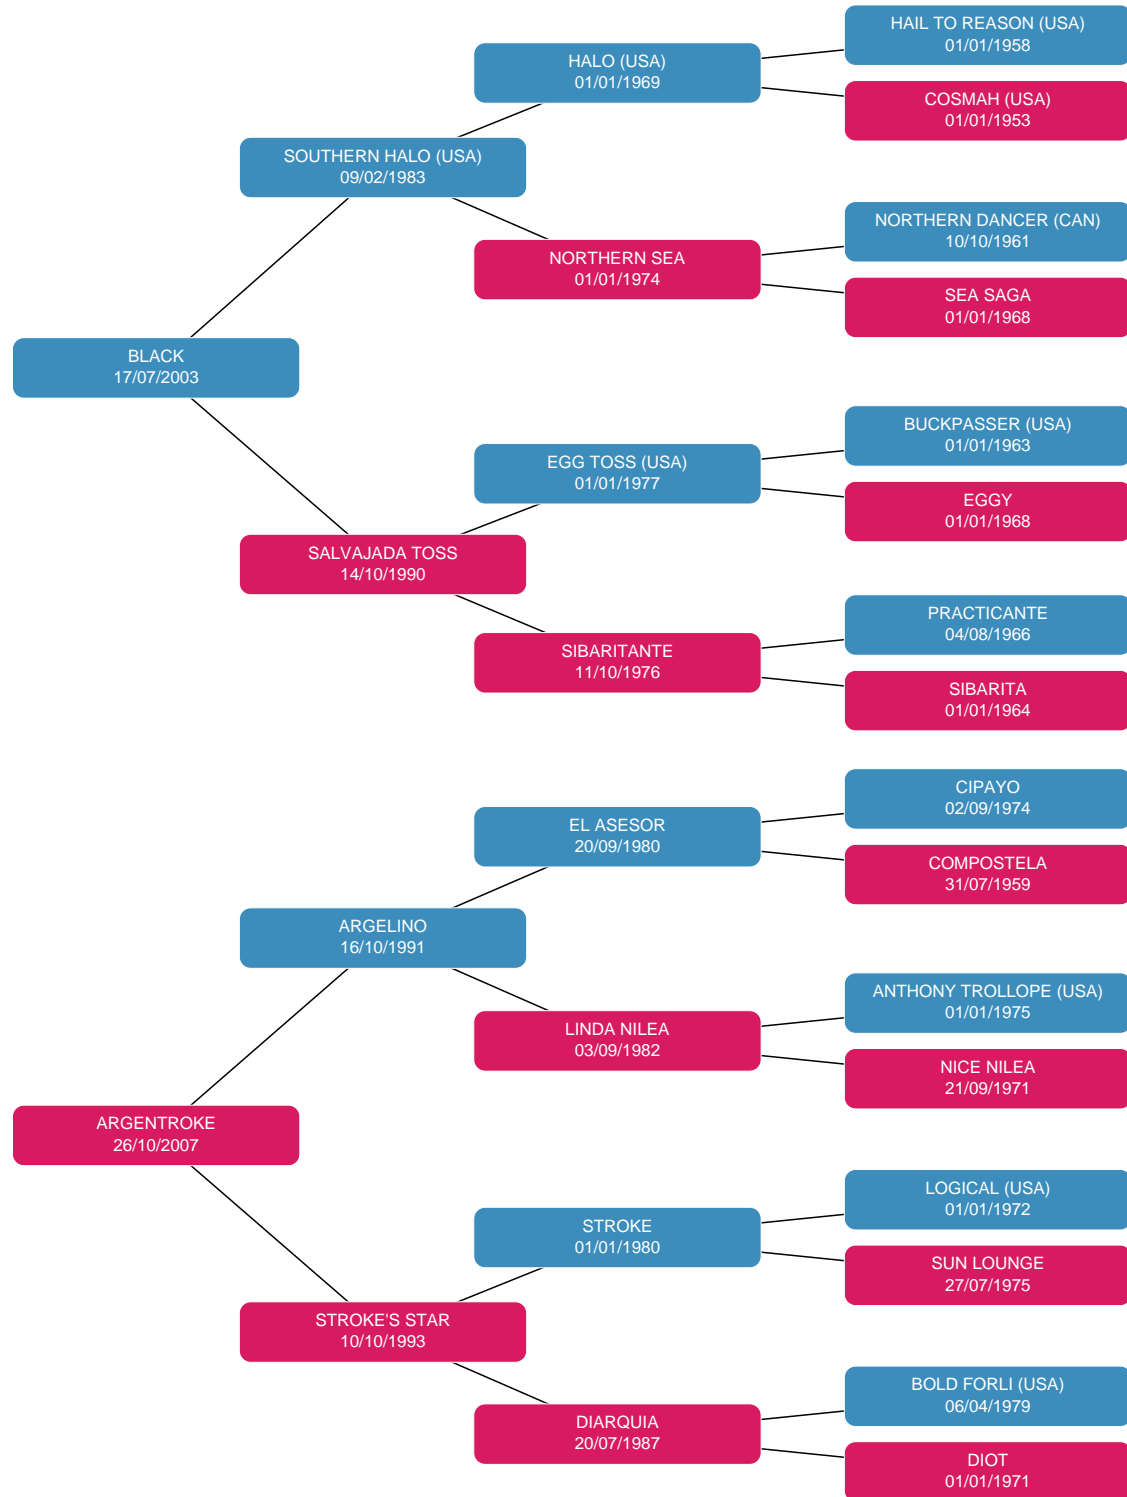 HAIL TO REASON (USA)
01/01/1958
HALO (USA)
01/01/1969
COSMAH (USA)
01/01/1953
SOUTHERN HALO (USA)
09/02/1983
NORTHERN DANCER (CAN)
10/10/1961
NORTHERN SEA
01/01/1974
SEA SAGA
01/01/1968
BLACK
17/07/2003
BUCKPASSER (USA)
01/01/1963
EGG TOSS (USA)
01/01/1977
EGGY
01/01/1968
SALVAJADA TOSS
14/10/1990
PRACTICANTE
04/08/1966
SIBARITANTE
11/10/1976
SIBARITA
01/01/1964
CIPAYO
02/09/1974
EL ASESOR
20/09/1980
COMPOSTELA
31/07/1959
ARGELINO
16/10/1991
ANTHONY TROLLOPE (USA)
01/01/1975
LINDA NILEA
03/09/1982
NICE NILEA
21/09/1971
ARGENTROKE
26/10/2007
LOGICAL (USA)
01/01/1972
STROKE
01/01/1980
SUN LOUNGE
27/07/1975
STROKE'S STAR
10/10/1993
BOLD FORLI (USA)
06/04/1979
DIARQUIA
20/07/1987
DIOT
01/01/1971